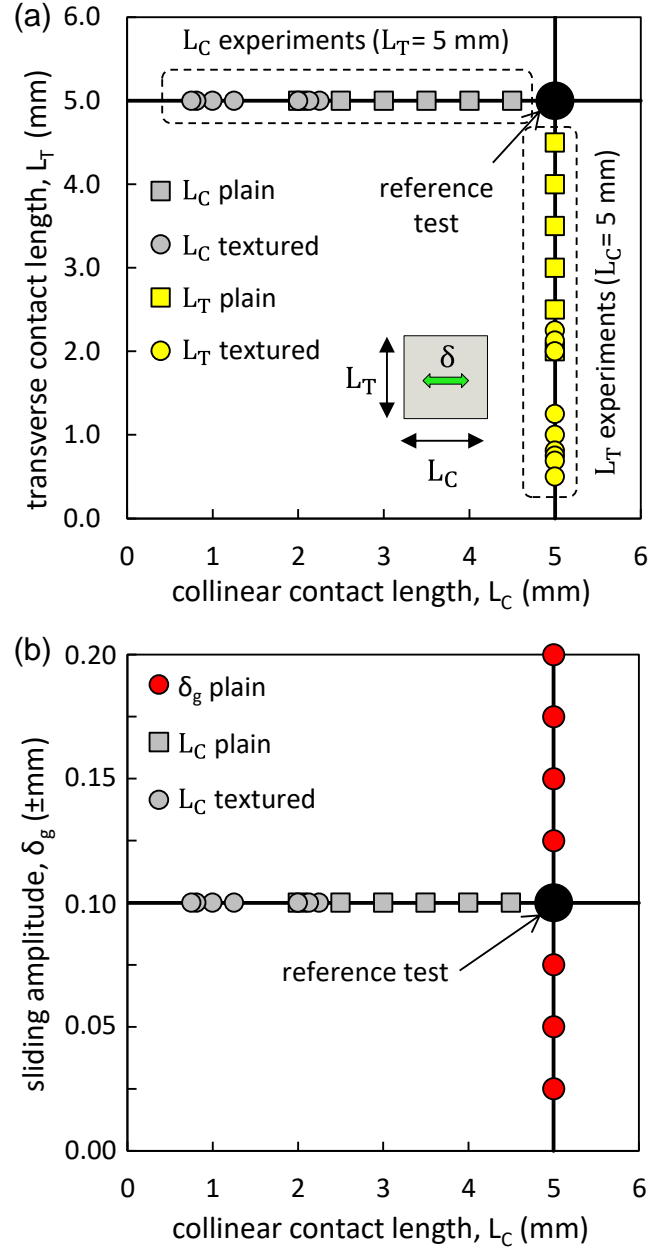 (a)
L_C experiments (L_T= 5 mm)
6.0
5.0
4.0
3.0
2.0
1.0
0.0
transverse contact length, L_T (mm)
L_C plain
L_C textured
L_T plain
L_T textured
reference
test
L_T experiments (L_C= 5 mm)
δ
L_T
L_C
0 1 2 3 4 5 6
collinear contact length, L_C (mm)
(b)
0.20
0.15
0.10
0.05
0.00
sliding amplitude, δ_g (±mm)
δ_g plain
L_C plain
L_C textured
reference test
0 1 2 3 4 5 6
collinear contact length, L_C (mm)